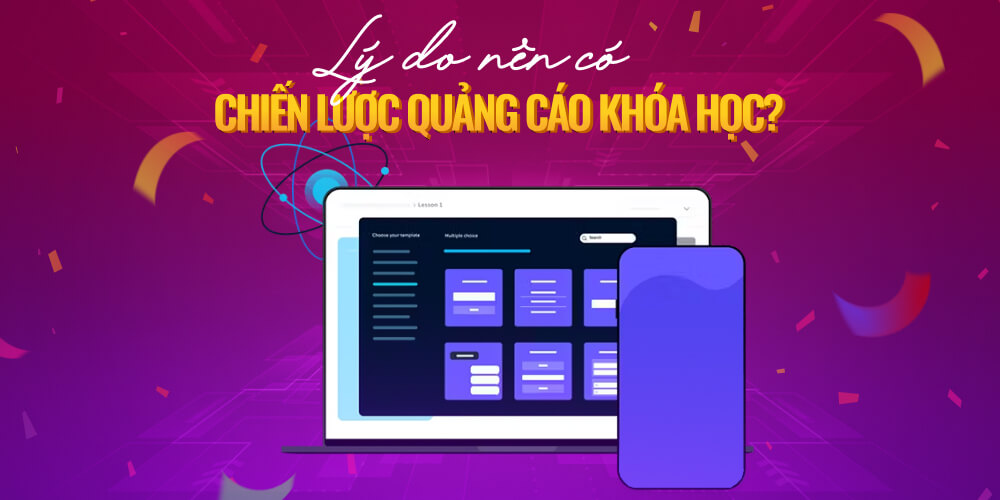 Lý do nên có
CHIẾN LƯỢC QUẢNG CÁO KHÓA HỌC?
› Lesson 1
Choose your template
Multiple choice
Search